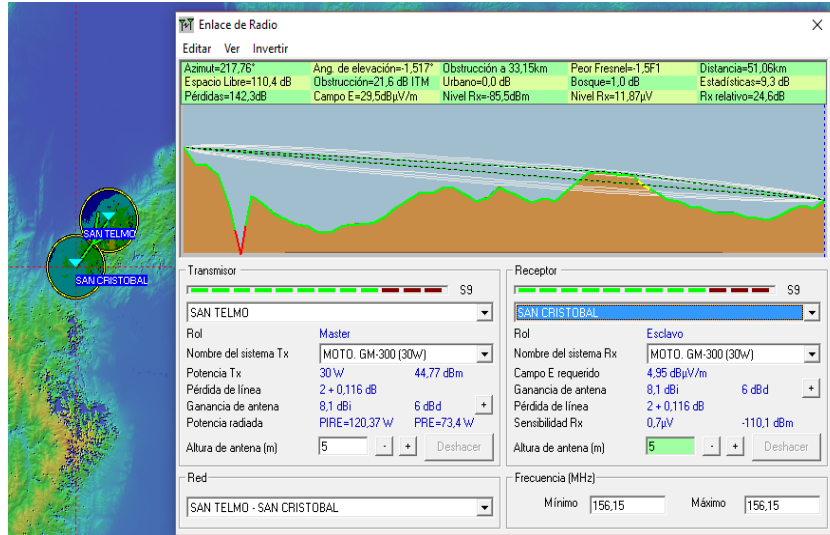 Enlace de Radio
Editar Ver Invertir
Azimut=217,76° Ang. de elevación=-1,517° Obstrucción a 33,15km Peor Fresnel=-1,5F1 Distancia=51,06km
Espacio Libre=110,4 dB Obstrucción=21,6 dB ITM Urbano=0,0 dB Bosque=1,0 dB Estadísticas=9,3 dB
Pérdidas=142,3dB Campo E=29,5dBµV/m Nivel Rx=-85,5dBm Nivel Rx=11,87µV Rx relativo=24,6dB
SAN TELMO
SAN CRISTOBAL
Transmisor
S9
SAN TELMO
Rol Master
Nombre del sistema Tx MOTO. GM-300 (30W)
Potencia Tx 30 W 44,77 dBm
Pérdida de línea 2 + 0,116 dB
Ganancia de antena 8,1 dBi 6 dBd +
Potencia radiada PIRE=120,37 W PRE=73,4 W
Altura de antena (m) 5 - + Deshacer
Red
SAN TELMO - SAN CRISTOBAL
Receptor
S9
SAN CRISTOBAL
Rol Esclavo
Nombre del sistema Rx MOTO. GM-300 (30W)
Campo E requerido 4,95 dBµV/m
Ganancia de antena 8,1 dBi 6 dBd +
Pérdida de línea 2 + 0,116 dB
Sensibilidad Rx 0,7µV -110,1 dBm
Altura de antena (m) 5 - + Deshacer
Frecuencia (MHz)
Mínimo 156,15 Máximo 156,15